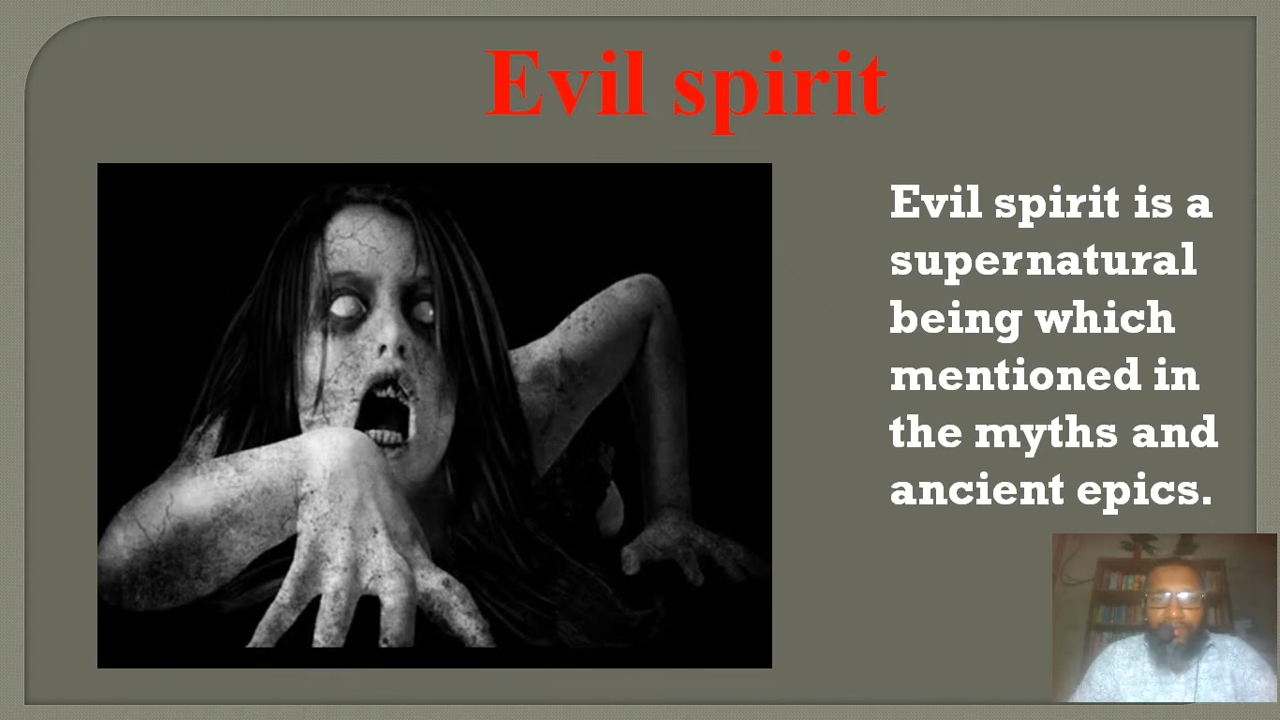 Evil spirit
Evil spirit is a
supernatural
being which
mentioned in
the myths and
ancient epics.